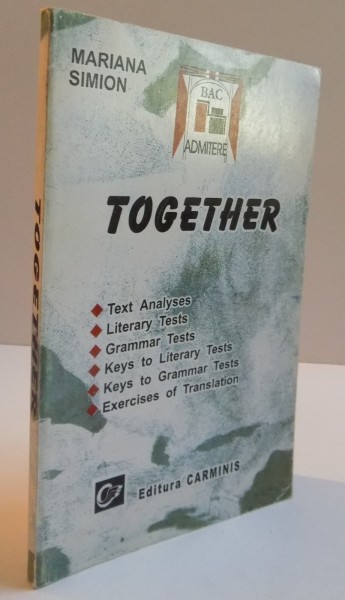 MARIANA
SIMION
BAC
ADMITERE
TOGETHER
Text Analyses
Literary Tests
Grammar Tests
Keys to Literary Tests
Keys to Grammar Tests
Exercises of Translation
Editura CARMINIS
TOGETHER